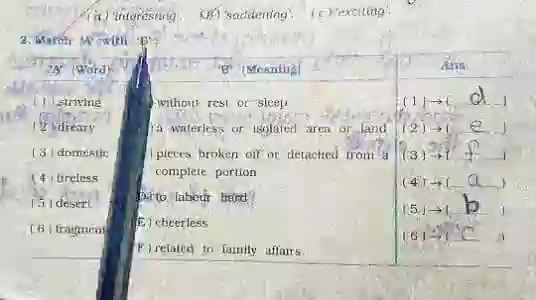 (a) 'interesting'. (B) 'saddening'. (c) 'exciting'.
2. Match 'A' with 'B':
'A' (Word) 'B' (Meaning) Ans.
(1) striving without rest or sleep (1)→( d )
(2) dreary ) a waterless or isolated area or land (2)→( e )
(3) domestic ) pieces broken off or detached from a (3)→( f )
complete portion
(4) tireless (4)→( a )
D) to labour hard
(5) desert (5)→( b )
E) cheerless
(6) fragment (6)→( c )
F) related to family affairs